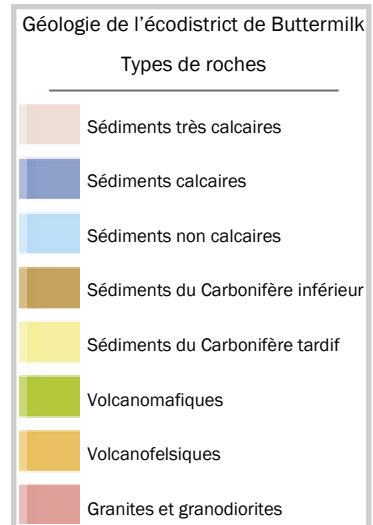 Géologie de l'écodistrict de Buttermilk
Types de roches
Sédiments très calcaires
Sédiments calcaires
Sédiments non calcaires
Sédiments du Carbonifère inférieur
Sédiments du Carbonifère tardif
Volcanomafiques
Volcanofelsiques
Granites et granodiorites